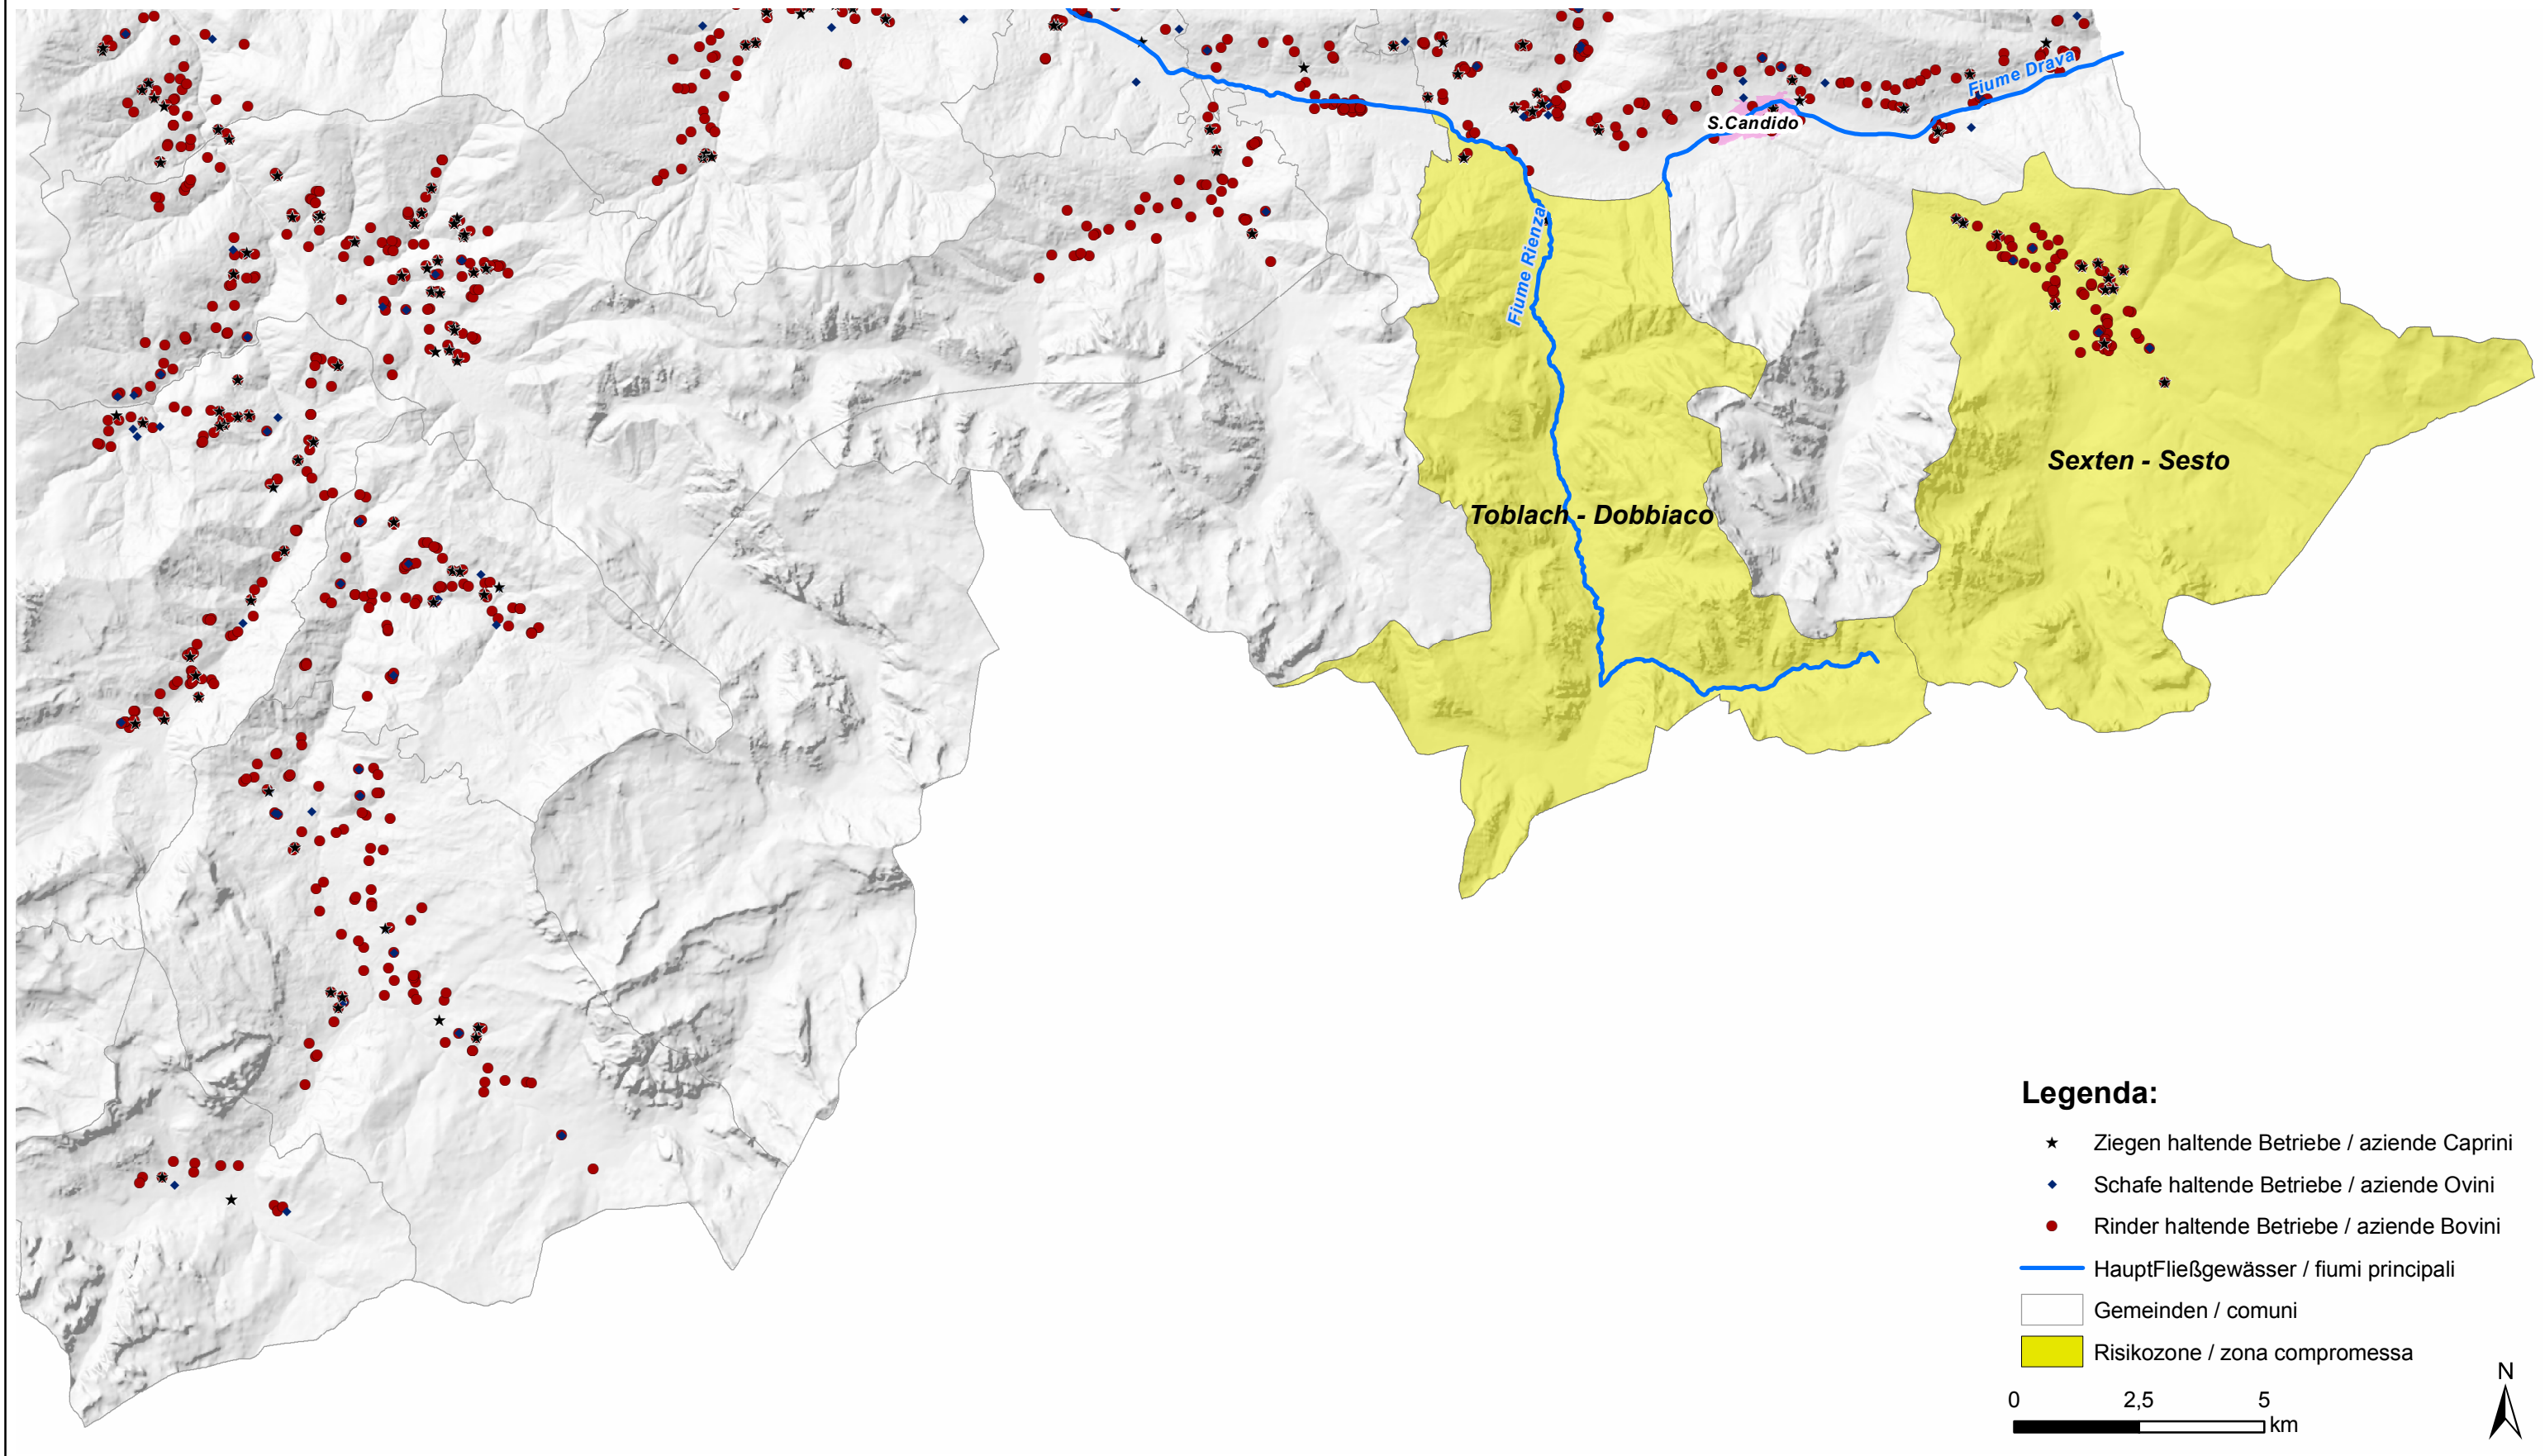 Fiume Drava
S.Candido
Fiume Rienza
Sexten - Sesto
Toblach - Dobbiaco
Legenda:
Ziegen haltende Betriebe / aziende Caprini
Schafe haltende Betriebe / aziende Ovini
Rinder haltende Betriebe / aziende Bovini
HauptFließgewässer / fiumi principali
Gemeinden / comuni
Risikozone / zona compromessa
N
0 2,5 5
km